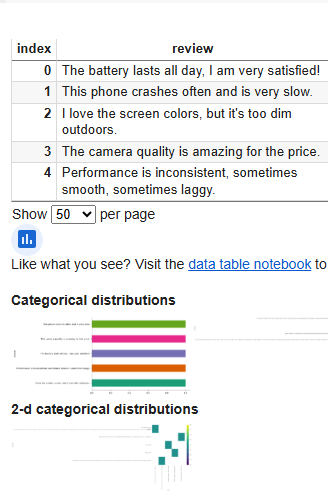 index review
0 The battery lasts all day, I am very satisfied!
1 This phone crashes often and is very slow.
2 I love the screen colors, but it's too dim
outdoors.
3 The camera quality is amazing for the price.
4 Performance is inconsistent, sometimes
smooth, sometimes laggy.
Show 50 per page
Like what you see? Visit the data table notebook to
Categorical distributions
2-d categorical distributions